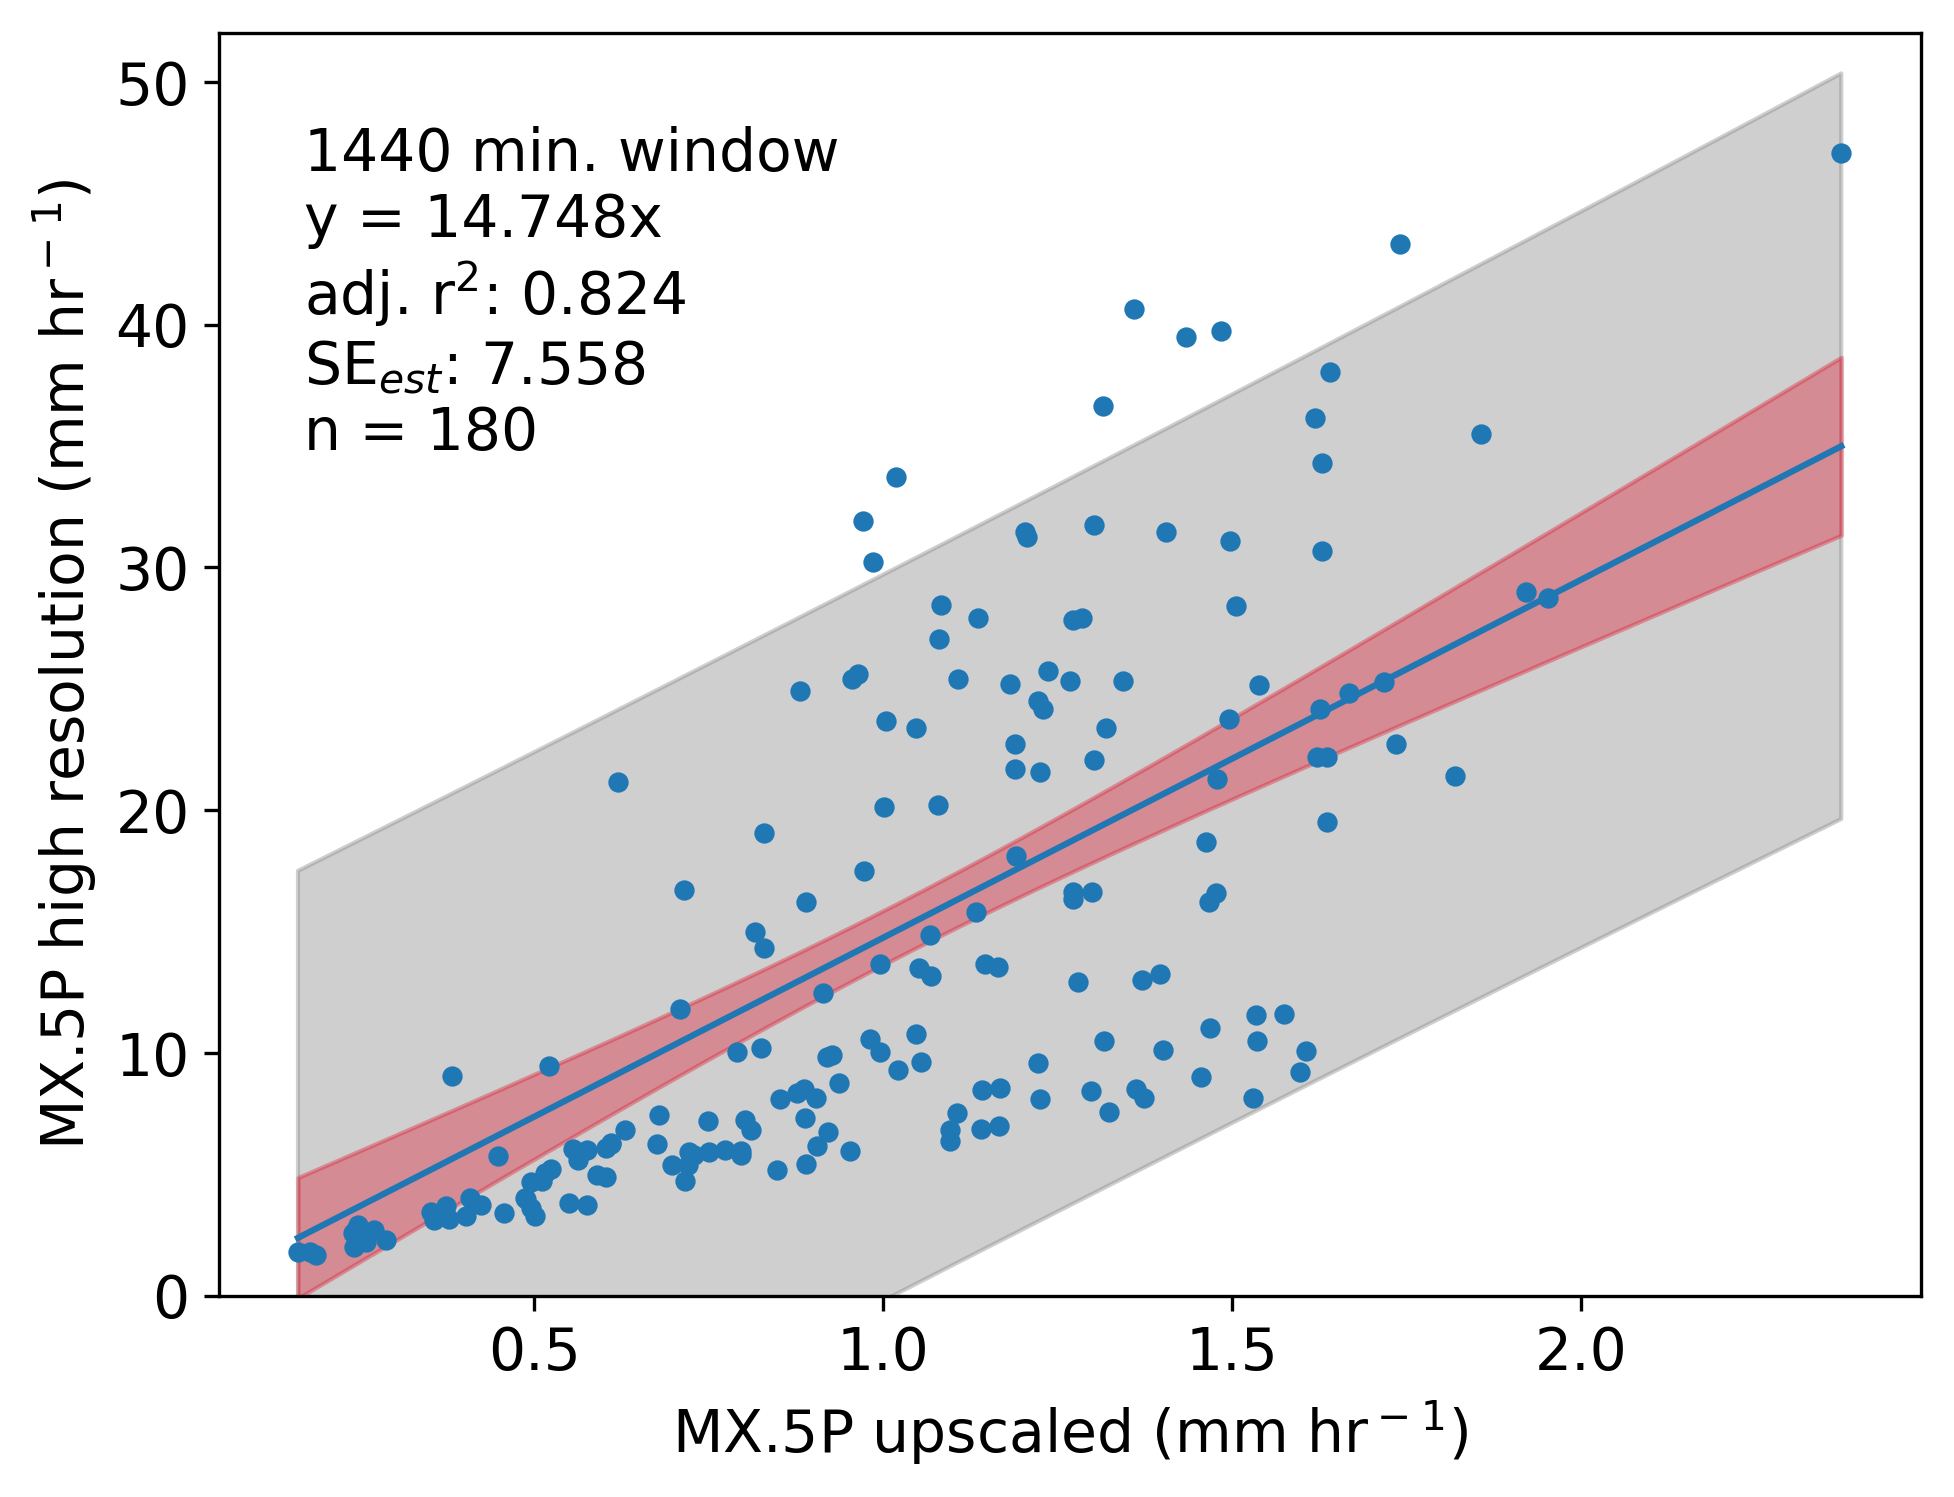 1440 min. window
y = 14.748x
adj. r²: 0.824
SEₑₛₜ: 7.558
n = 180
MX.5P high resolution (mm hr⁻¹)
50
40
30
20
10
0
0.5 1.0 1.5 2.0
MX.5P upscaled (mm hr⁻¹)